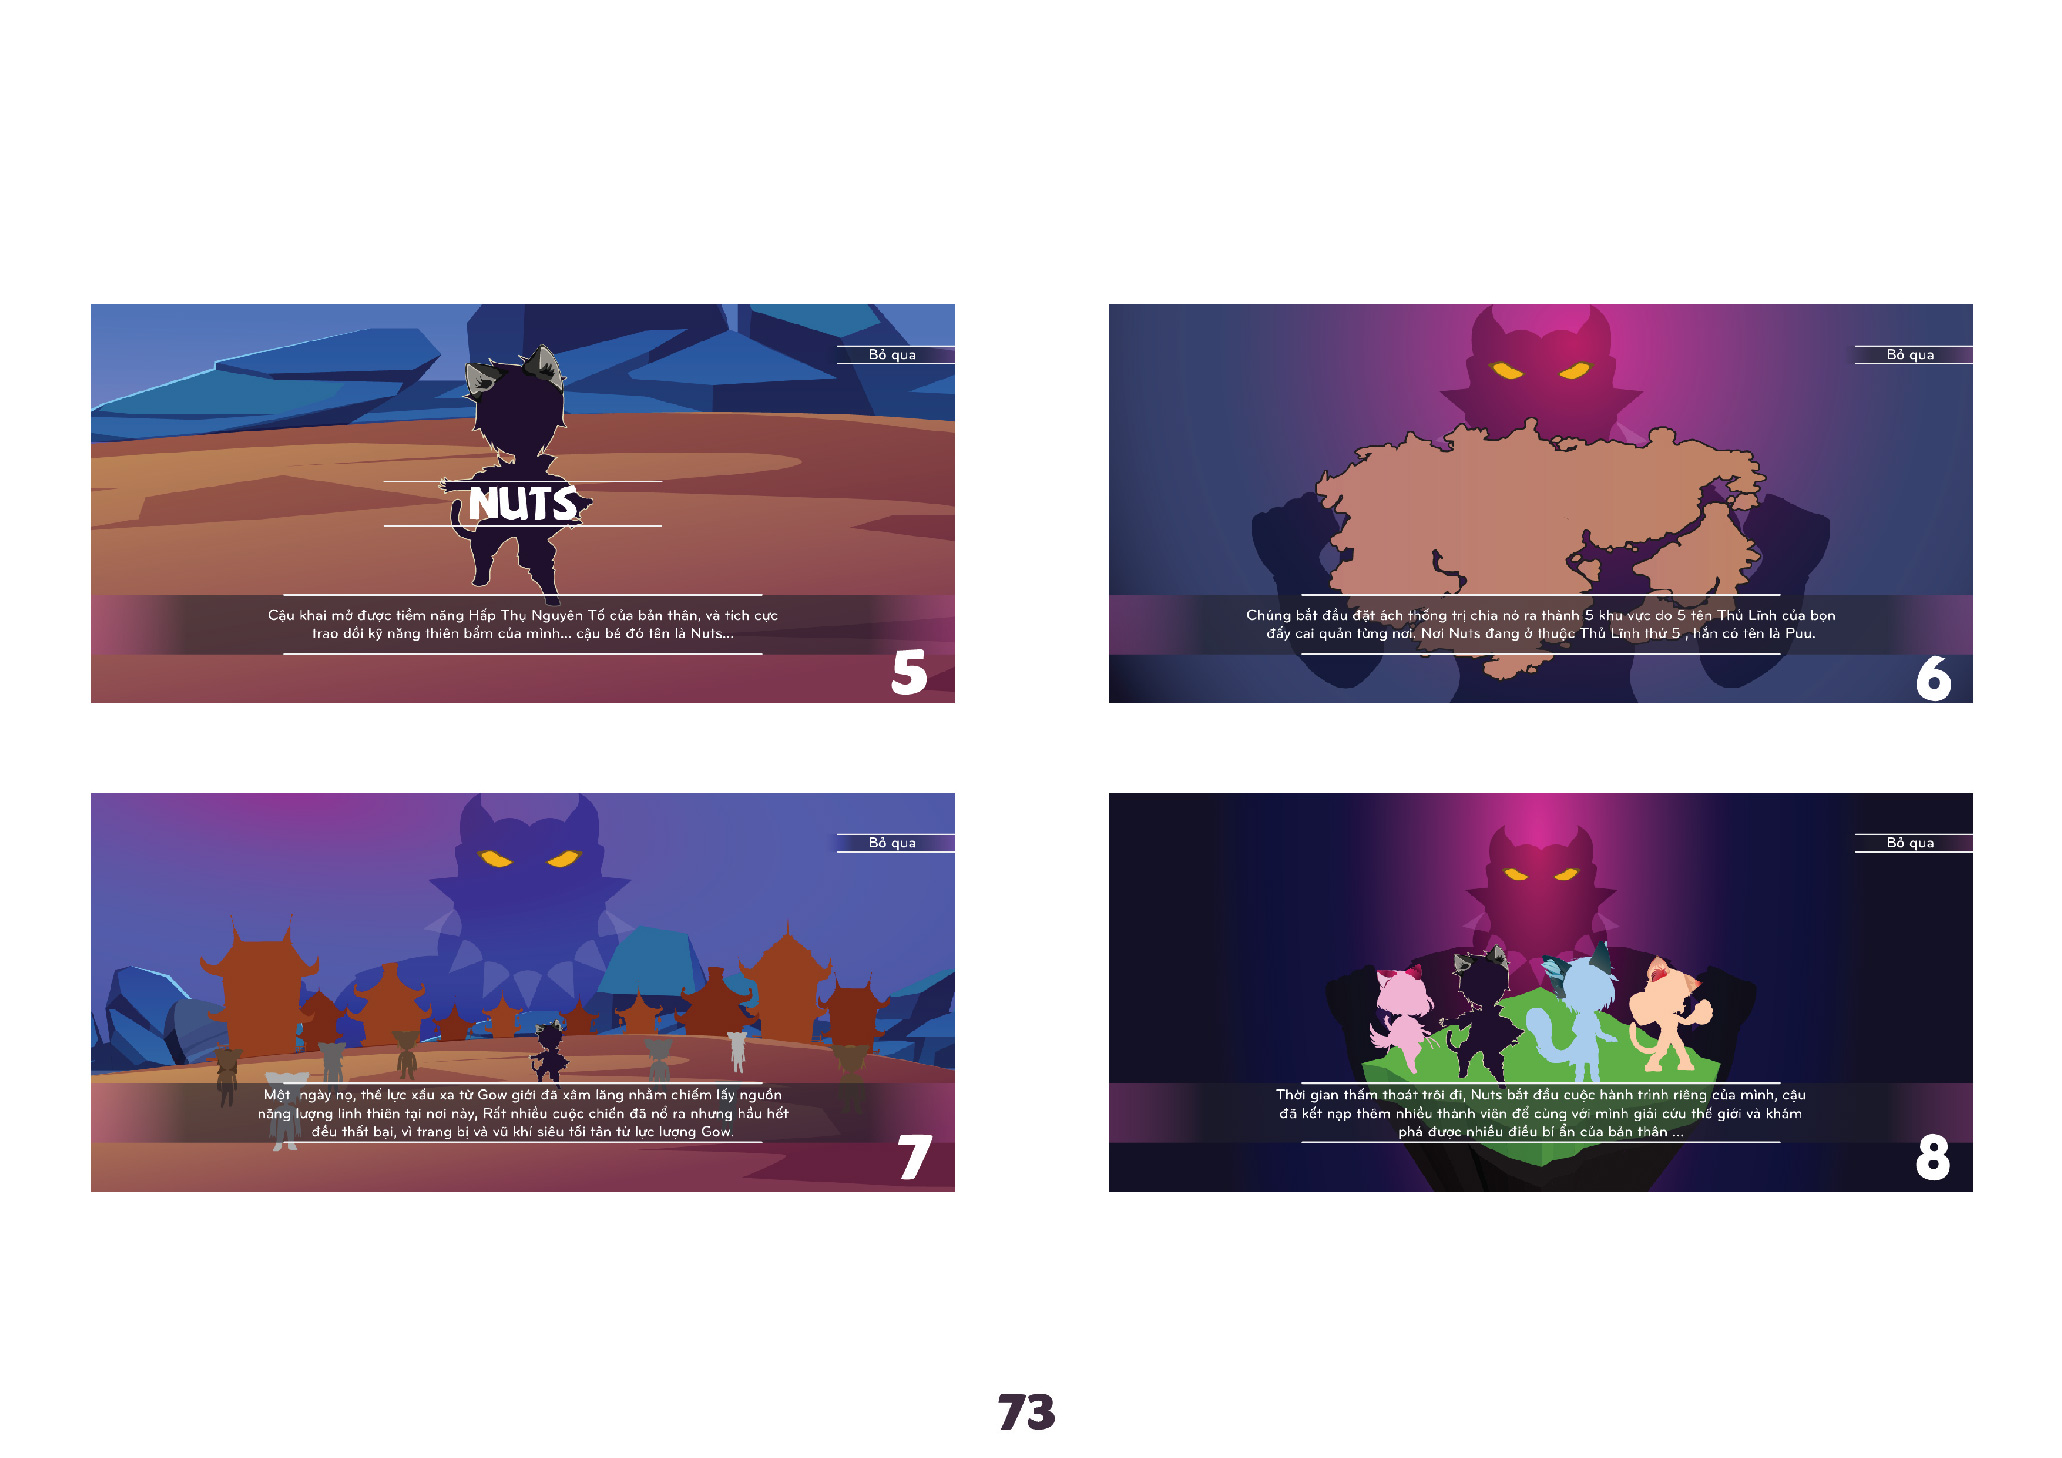 Bỏ qua
NUTS
Cậu khai mở được tiềm năng Hấp Thụ Nguyên Tố của bản thân, và tích cực
trao dồi kỹ năng thiên bẩm của mình... cậu bé đó tên là Nuts...
5
Bỏ qua
Chúng bắt đầu đặt ách thống trị chia nó ra thành 5 khu vực do 5 tên Thủ Lĩnh của bọn
đấy cai quản từng nơi. Nơi Nuts đang ở thuộc Thủ Lĩnh thứ 5 , hắn có tên là Puu.
6
Bỏ qua
Một ngày nọ, thế lực xấu xa từ Gow giới đã xâm lăng nhằm chiếm lấy nguồn
năng lượng linh thiên tại nơi này, Rất nhiều cuộc chiến đã nổ ra nhưng hầu hết
đều thất bại, vì trang bị và vũ khí siêu tối tân từ lực lượng Gow.
7
Bỏ qua
Thời gian thấm thoát trôi đi, Nuts bắt đầu cuộc hành trình riêng của mình, cậu
đã kết nạp thêm nhiều thành viên để cùng với mình giải cứu thế giới và khám
phá được nhiều điều bí ẩn của bản thân ...
8
73